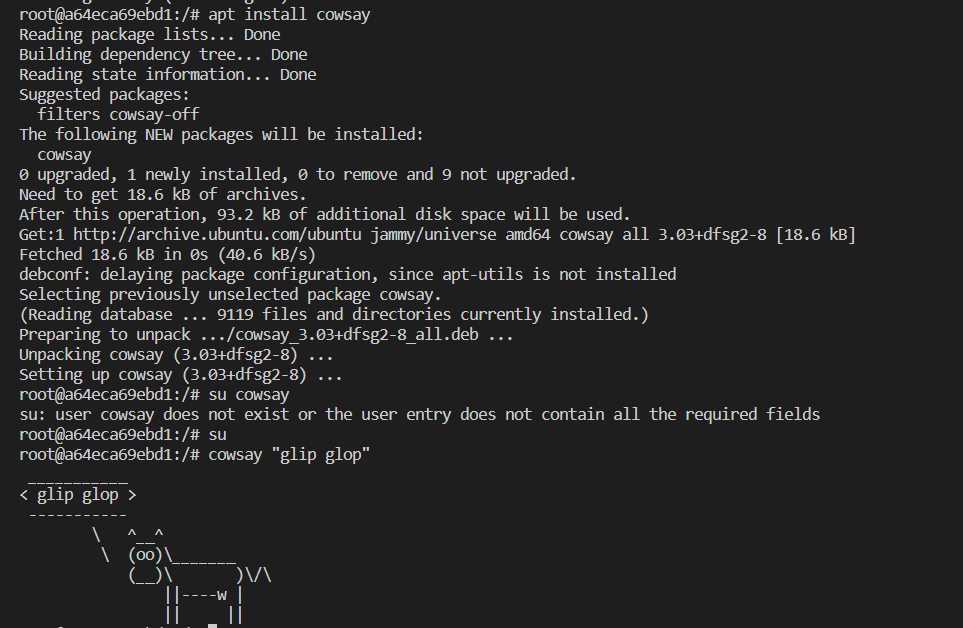 root@a64eca69ebd1:/# apt install cowsay
Reading package lists... Done
Building dependency tree... Done
Reading state information... Done
Suggested packages:
  filters cowsay-off
The following NEW packages will be installed:
  cowsay
0 upgraded, 1 newly installed, 0 to remove and 9 not upgraded.
Need to get 18.6 kB of archives.
After this operation, 93.2 kB of additional disk space will be used.
Get:1 http://archive.ubuntu.com/ubuntu jammy/universe amd64 cowsay all 3.03+dfsg2-8 [18.6 kB]
Fetched 18.6 kB in 0s (40.6 kB/s)
debconf: delaying package configuration, since apt-utils is not installed
Selecting previously unselected package cowsay.
(Reading database ... 9119 files and directories currently installed.)
Preparing to unpack .../cowsay_3.03+dfsg2-8_all.deb ...
Unpacking cowsay (3.03+dfsg2-8) ...
Setting up cowsay (3.03+dfsg2-8) ...
root@a64eca69ebd1:/# su cowsay
su: user cowsay does not exist or the user entry does not contain all the required fields
root@a64eca69ebd1:/# su
root@a64eca69ebd1:/# cowsay "glip glop"
 ___________
< glip glop >
 -----------
        \   ^__^
         \  (oo)\_______
            (__)\       )\/\
                ||----w |
                ||     ||